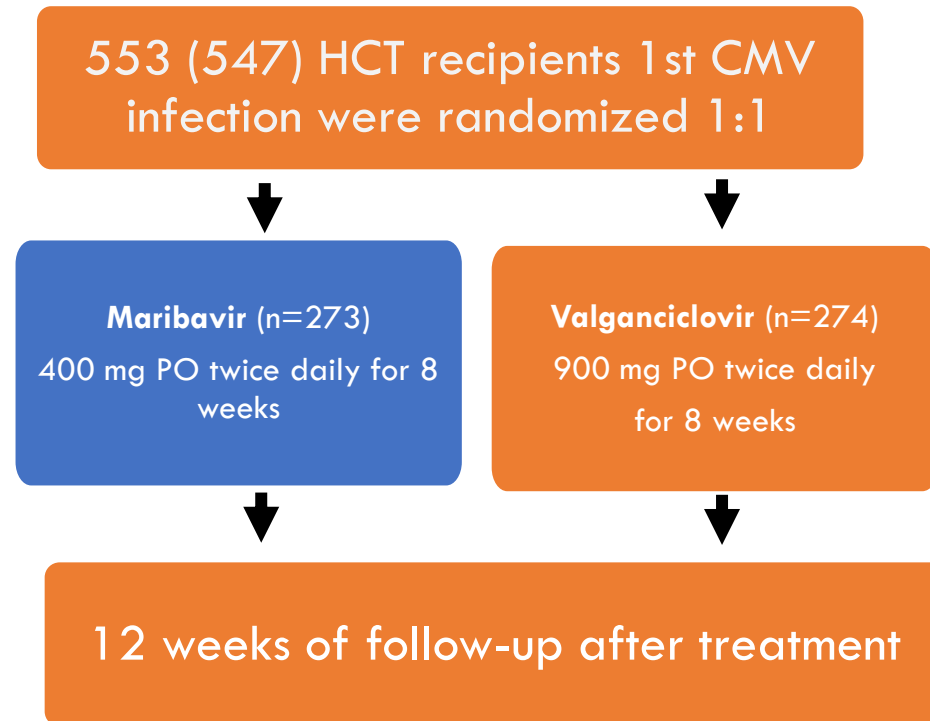 553 (547) HCT recipients 1st CMV
infection were randomized 1:1
Maribavir (n=273)
400 mg PO twice daily for 8
weeks
Valganciclovir (n=274)
900 mg PO twice daily
for 8 weeks
12 weeks of follow-up after treatment